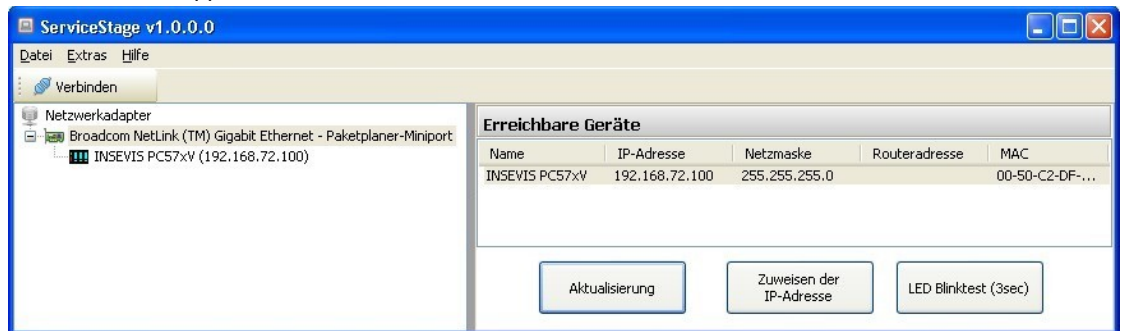 ServiceStage v1.0.0.0
Datei Extras Hilfe
Verbinden
Netzwerkadapter
Broadcom NetLink (TM) Gigabit Ethernet - Paketplaner-Miniport
INSEVIS PC57xV (192.168.72.100)
Erreichbare Geräte
Name IP-Adresse Netzmaske Routeradresse MAC
INSEVIS PC57xV 192.168.72.100 255.255.255.0 00-50-C2-DF-...
Aktualisierung
Zuweisen der
IP-Adresse
LED Blinktest (3sec)